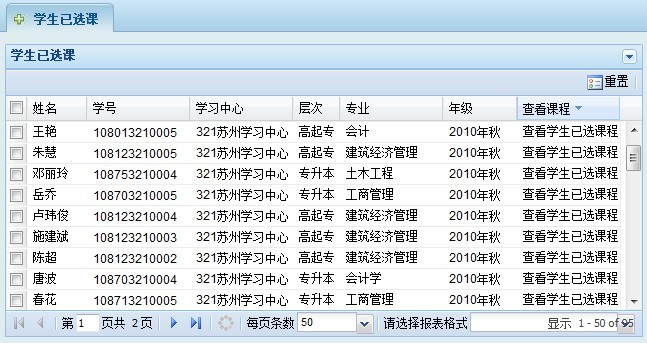 学生已选课
学生已选课
重置
姓名 学号 学习中心 层次 专业 年级 查看课程
王艳 108013210005 321苏州学习中心 高起专 会计 2010年秋 查看学生已选课程
朱慧 108123210005 321苏州学习中心 高起专 建筑经济管理 2010年秋 查看学生已选课程
邓丽玲 108753210004 321苏州学习中心 专升本 土木工程 2010年秋 查看学生已选课程
岳乔 108703210005 321苏州学习中心 专升本 工商管理 2010年秋 查看学生已选课程
卢玮俊 108123210004 321苏州学习中心 高起专 建筑经济管理 2010年秋 查看学生已选课程
施建斌 108123210003 321苏州学习中心 高起专 建筑经济管理 2010年秋 查看学生已选课程
陈超 108123210002 321苏州学习中心 高起专 建筑经济管理 2010年秋 查看学生已选课程
唐波 108703210004 321苏州学习中心 专升本 会计学 2010年秋 查看学生已选课程
春花 108713210005 321苏州学习中心 专升本 工商管理 2010年秋 查看学生已选课程
第 1 页共 2 页 每页条数 50 请选择报表格式 显示 1 - 50 of 95